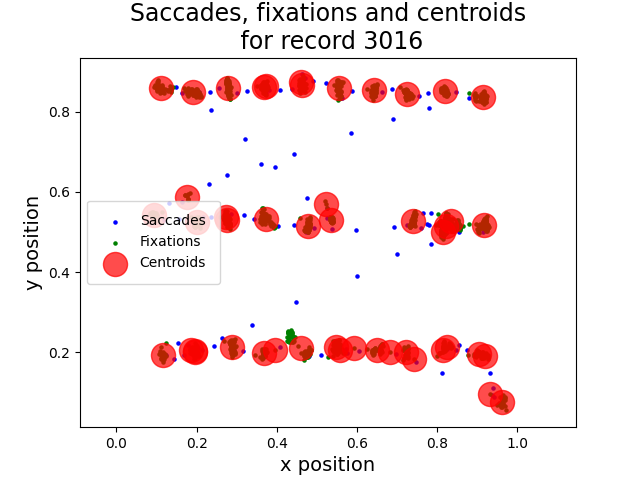 Saccades, fixations and centroids
for record 3016
0.8
0.6
0.4
0.2
y position
Saccades
Fixations
Centroids
0.0 0.2 0.4 0.6 0.8 1.0
x position